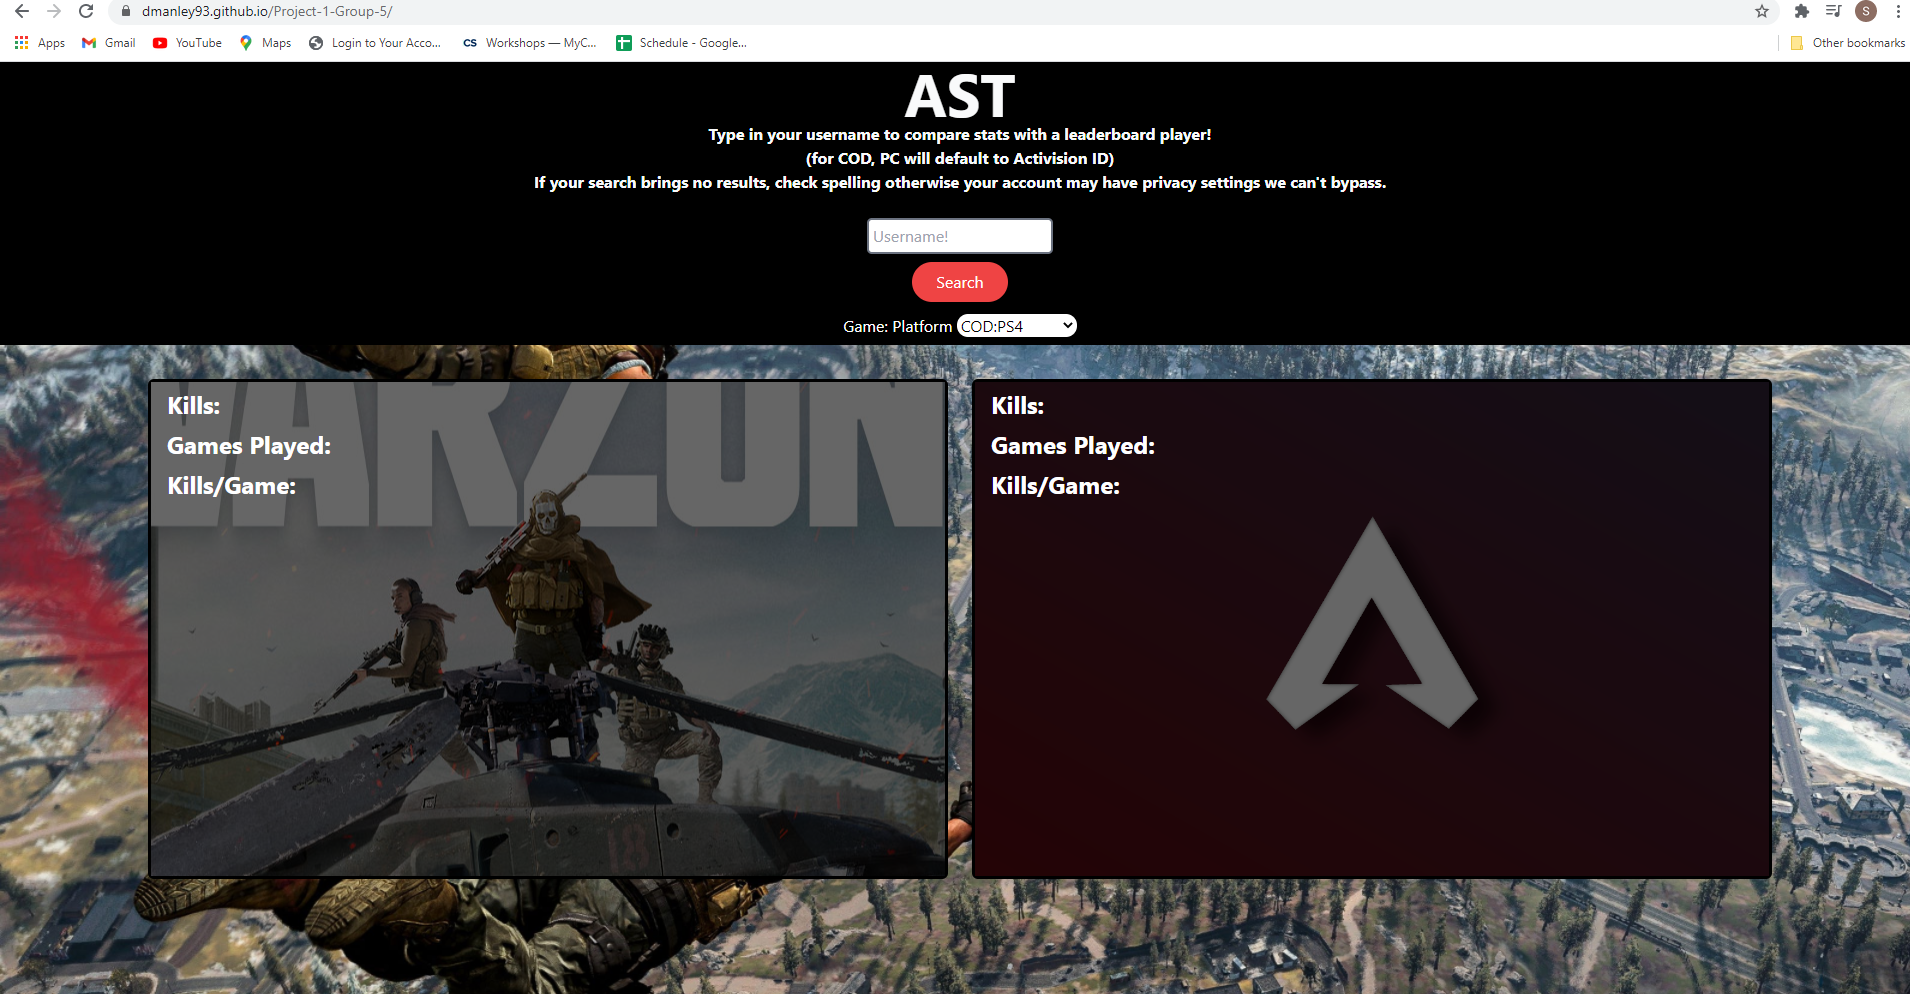 dmanley93.github.io/Project-1-Group-5/
S
Apps Gmail YouTube Maps Login to Your Acco... CS Workshops — MyC... Schedule - Google... Other bookmarks
AST
Type in your username to compare stats with a leaderboard player!
(for COD, PC will default to Activision ID)
If your search brings no results, check spelling otherwise your account may have privacy settings we can't bypass.
Username!
Search
Game: Platform COD:PS4
Kills:
Games Played:
Kills/Game:
ARZON
18
Kills:
Games Played:
Kills/Game: